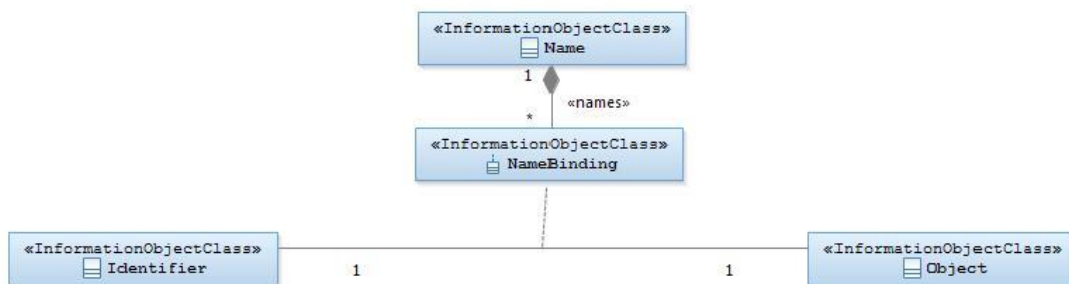 «InformationObjectClass»
Name
1
«names»
*
«InformationObjectClass»
NameBinding
«InformationObjectClass»
Identifier
1
1
«InformationObjectClass»
Object